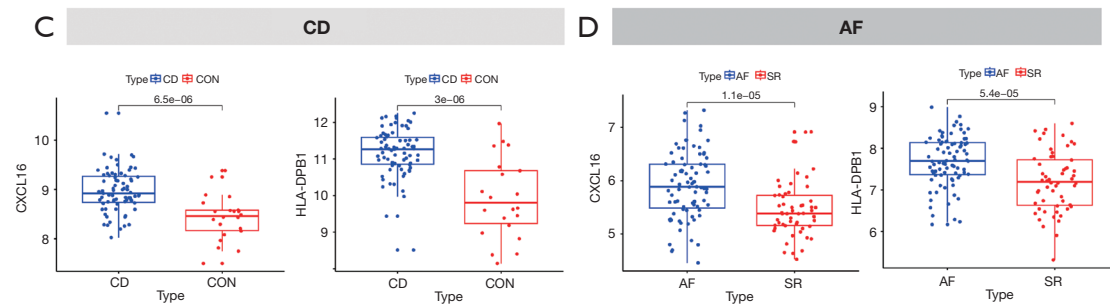 C
CD
Type CD CON
6.5e−06
CXCL16
10
9
8
CD CON
Type
Type CD CON
3e−06
HLA-DPB1
12
11
10
9
CD CON
Type
D
AF
Type AF SR
1.1e−05
CXCL16
7
6
5
AF SR
Type
Type AF SR
5.4e−05
HLA-DPB1
9
8
7
6
AF SR
Type